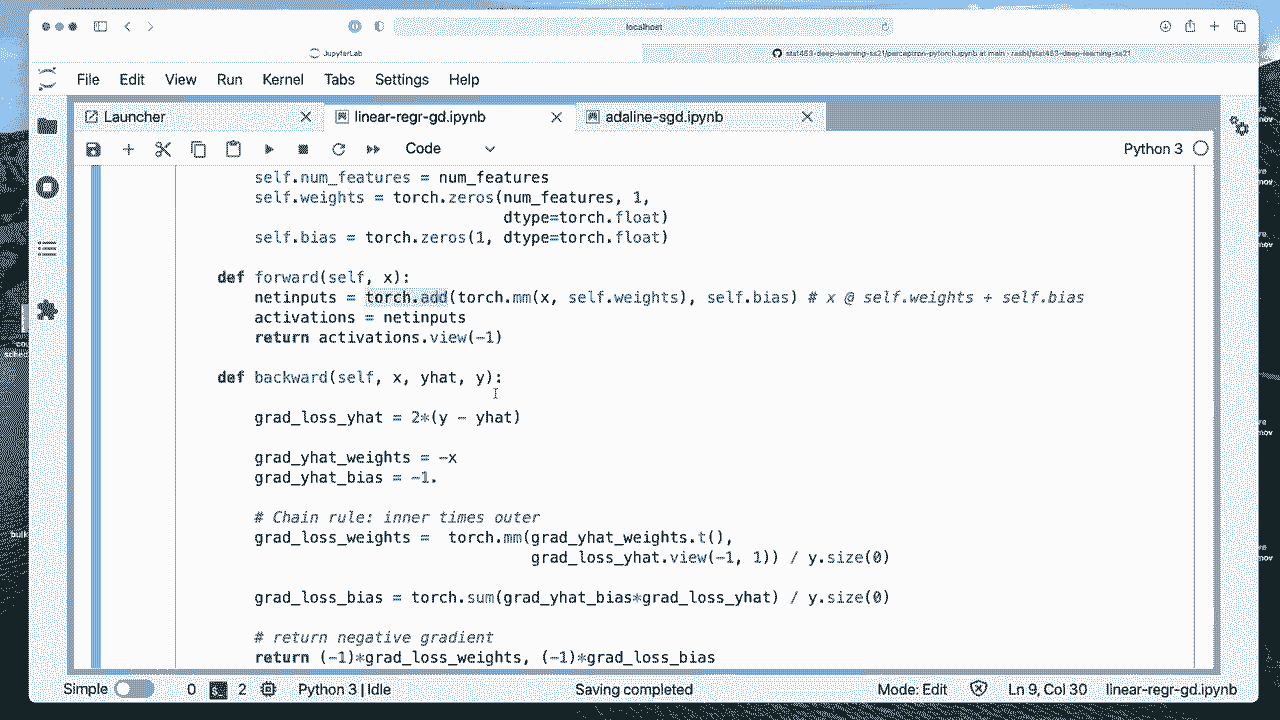 localhost
JupyterLab
stat453-deep-learning-ss21/perceptron-pytorch.ipynb at main
File Edit View Run Kernel Tabs Settings Help
Launcher
linear-regr-gd.ipynb
adaline-sgd.ipynb
Code
Python 3
self.num_features = num_features
self.weights = torch.zeros(num_features, 1,
dtype=torch.float)
self.bias = torch.zeros(1, dtype=torch.float)
def forward(self, x):
netinputs = torch.add(torch.mm(x, self.weights), self.bias) # x @ self.weights + self.bias
activations = netinputs
return activations.view(-1)
def backward(self, x, yhat, y):
grad_loss_yhat = 2*(y - yhat)
grad_yhat_weights = -x
grad_yhat_bias = -1.
# Chain rule: inner times outer
grad_loss_weights =  torch.mm(grad_yhat_weights.t(),
grad_loss_yhat.view(-1, 1)) / y.size(0)
grad_loss_bias = torch.sum(grad_yhat_bias*grad_loss_yhat) / y.size(0)
# return negative gradient
return (-1)*grad_loss_weights, (-1)*grad_loss_bias
Simple 0 2 Python 3 | Idle Saving completed Mode: Edit Ln 9, Col 30 linear-regr-gd.ipynb